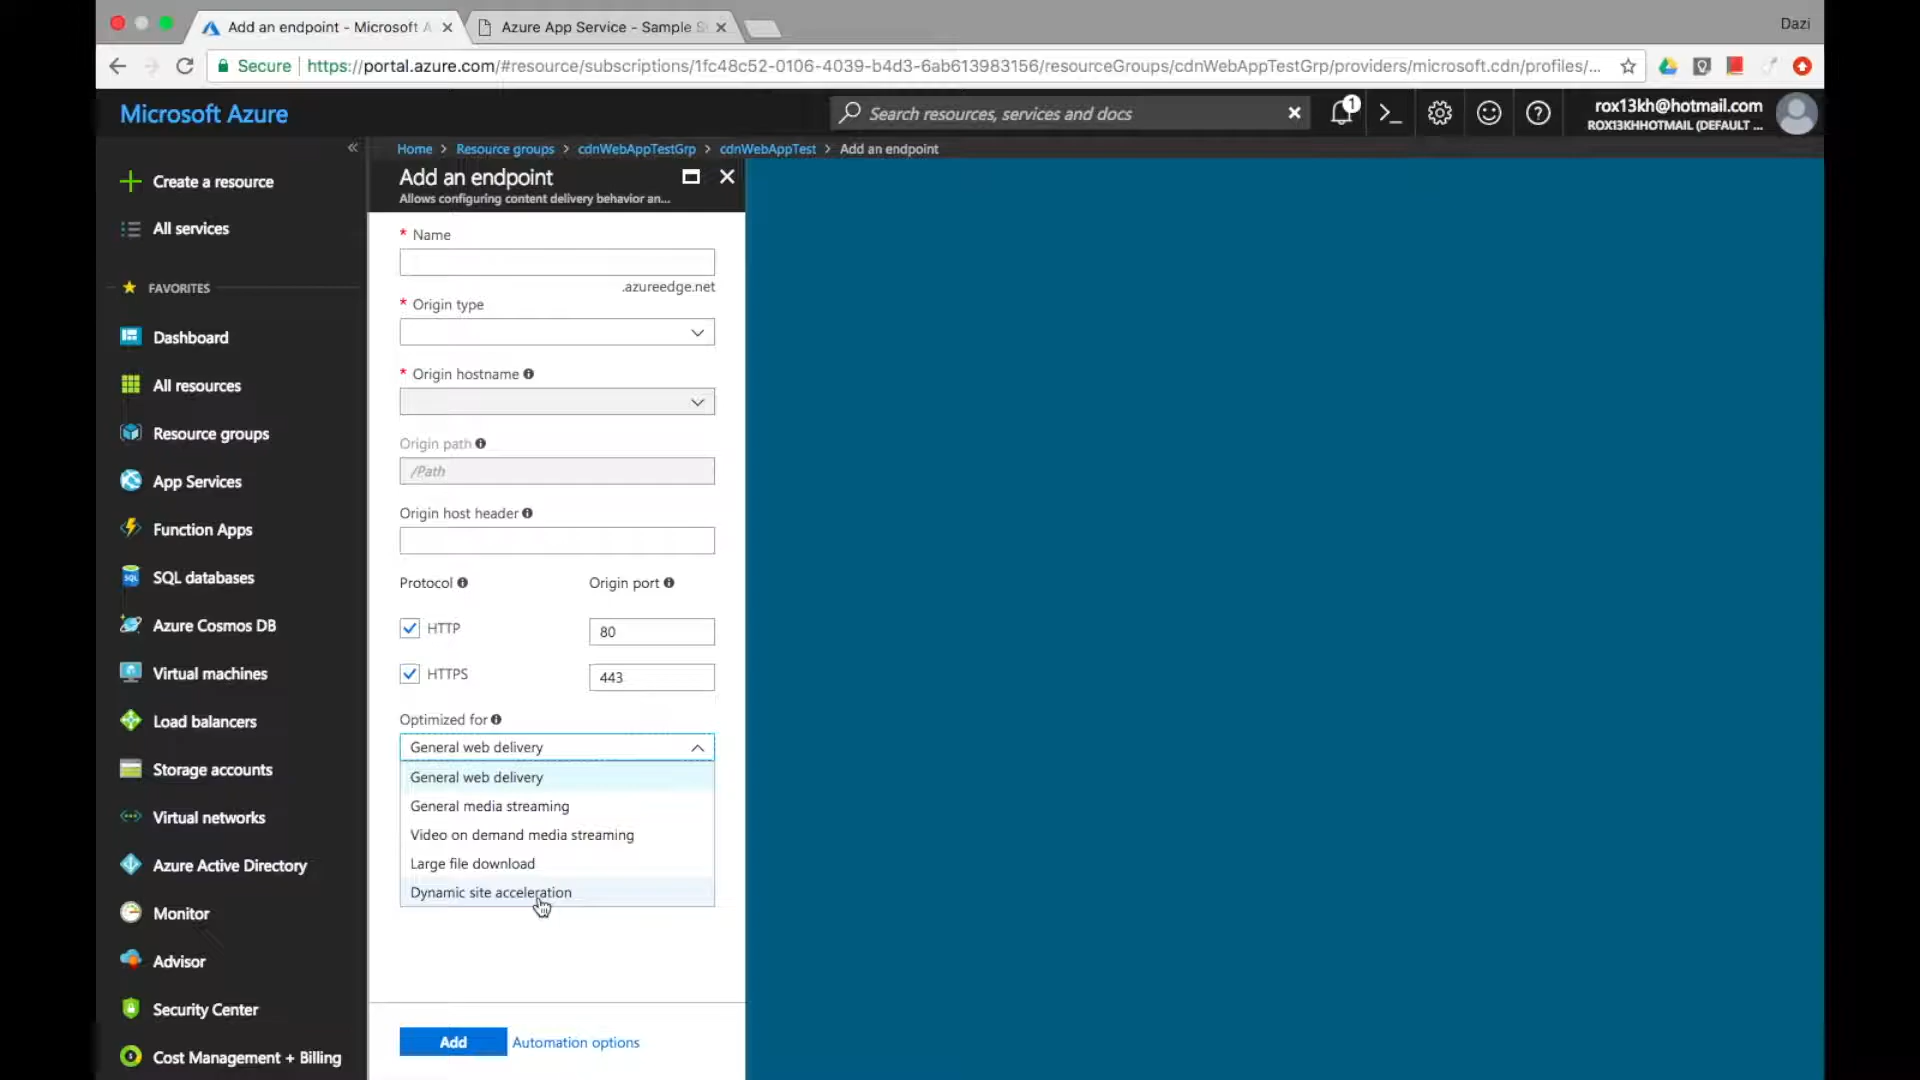 Dazi
Add an endpoint - Microsoft A
Azure App Service - Sample S
Secure
https://portal.azure.com/#resource/subscriptions/1fc48c52-0106-4039-b4d3-6ab613983156/resourceGroups/cdnWebAppTestGrp/providers/microsoft.cdn/profiles/...
Microsoft Azure
Search resources, services and docs
1
rox13kh@hotmail.com
ROX13KHHOTMAIL (DEFAULT ...
Home > Resource groups > cdnWebAppTestGrp > cdnWebAppTest > Add an endpoint
Create a resource
All services
FAVORITES
Dashboard
All resources
Resource groups
App Services
Function Apps
SQL databases
Azure Cosmos DB
Virtual machines
Load balancers
Storage accounts
Virtual networks
Azure Active Directory
Monitor
Advisor
Security Center
Cost Management + Billing
Add an endpoint
Allows configuring content delivery behavior an...
* Name
.azureedge.net
* Origin type
* Origin hostname
Origin path
/Path
Origin host header
Protocol
Origin port
HTTP
80
HTTPS
443
Optimized for
General web delivery
General web delivery
General media streaming
Video on demand media streaming
Large file download
Dynamic site acceleration
Add
Automation options